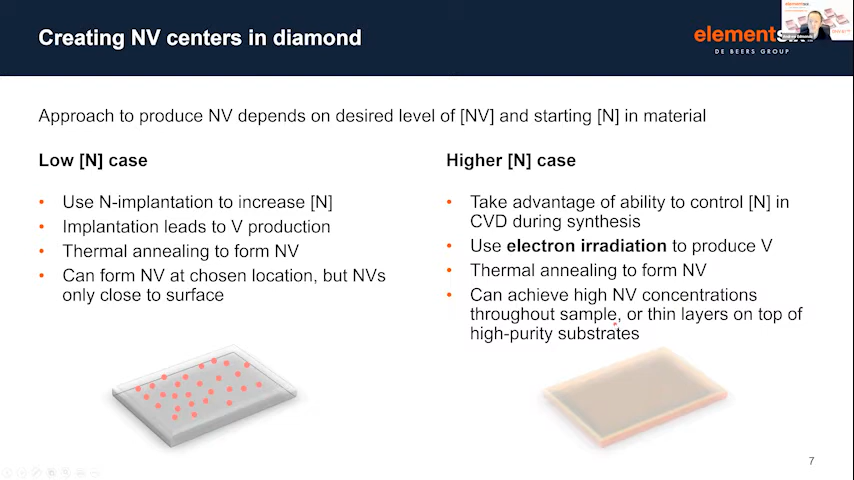 Creating NV centers in diamond
DE BEERS GROUP
Approach to produce NV depends on desired level of [NV] and starting [N] in material
Low [N] case
• Use N-implantation to increase [N]
• Implantation leads to V production
• Thermal annealing to form NV
• Can form NV at chosen location, but NVs
only close to surface
Higher [N] case
• Take advantage of ability to control [N] in
CVD during synthesis
• Use electron irradiation to produce V
• Thermal annealing to form NV
• Can achieve high NV concentrations
throughout sample, or thin layers on top of
high-purity substrates
7